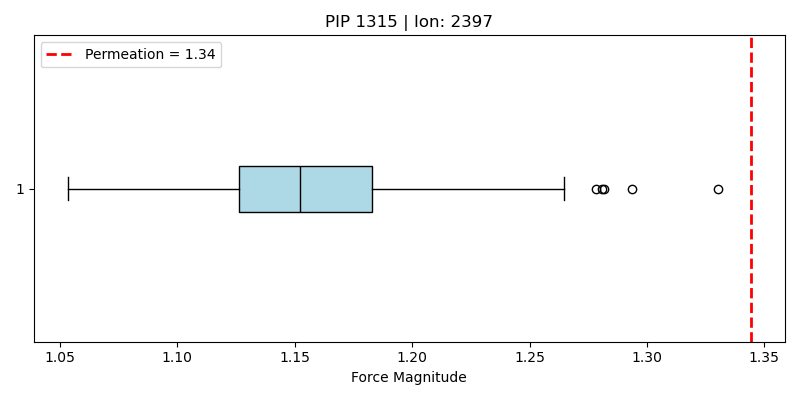 PIP 1315 | Ion: 2397
Permeation = 1.34
1
1.05 1.10 1.15 1.20 1.25 1.30 1.35
Force Magnitude